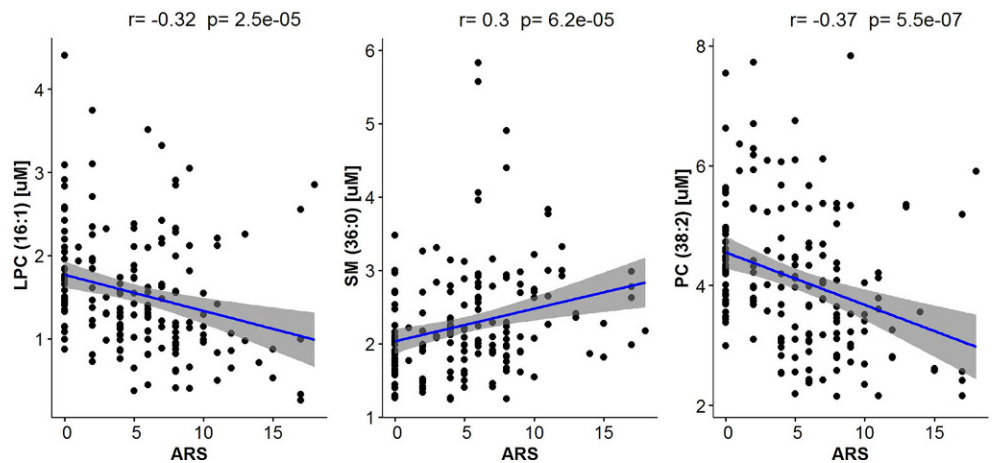 r= -0.32 p= 2.5e-05
LPC (16:1) [uM]
4
3
2
1
0 5 10 15
ARS
r= 0.3 p= 6.2e-05
SM (36:0) [uM]
6
5
4
3
2
1
0 5 10 15
ARS
r= -0.37 p= 5.5e-07
PC (38:2) [uM]
8
6
4
2
0 5 10 15
ARS